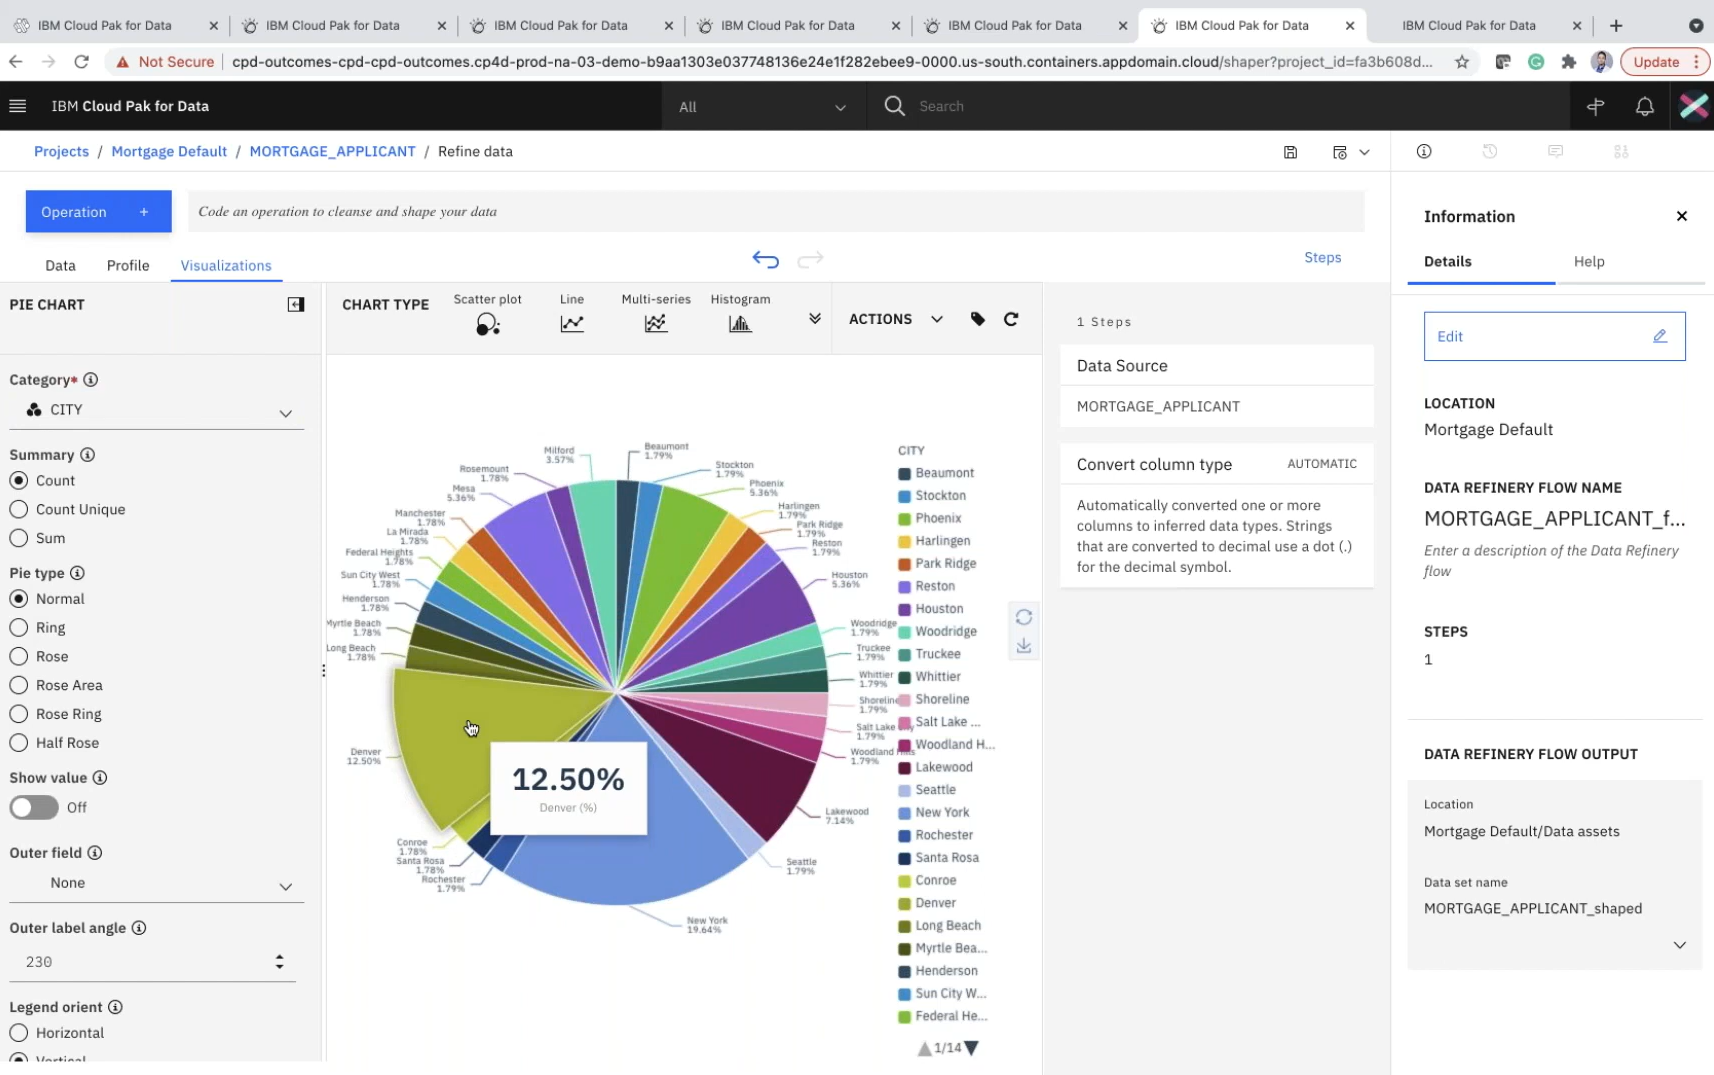 IBM Cloud Pak for Data
IBM Cloud Pak for Data
IBM Cloud Pak for Data
IBM Cloud Pak for Data
IBM Cloud Pak for Data
IBM Cloud Pak for Data
IBM Cloud Pak for Data
Not Secure
cpd-outcomes-cpd-cpd-outcomes.cp4d-prod-na-03-demo-b9aa1303e037748136e24e1f282ebee9-0000.us-south.containers.appdomain.cloud/shaper?project_id=fa3b608d...
Update
IBM Cloud Pak for Data
All
Search
Projects / Mortgage Default / MORTGAGE_APPLICANT / Refine data
Operation +
Code an operation to cleanse and shape your data
Data
Profile
Visualizations
Steps
PIE CHART
Category*
CITY
Summary
Count
Count Unique
Sum
Pie type
Normal
Ring
Rose
Rose Area
Rose Ring
Half Rose
Show value
Off
Outer field
None
Outer label angle
230
Legend orient
Horizontal
Vertical
CHART TYPE
Scatter plot
Line
Multi-series
Histogram
ACTIONS
Milford
3.57%
Beaumont
1.79%
Rosemount
1.78%
Stockton
1.79%
Mesa
5.36%
Phoenix
5.36%
Manchester
1.78%
Harlingen
1.79%
La Mirada
1.78%
Park Ridge
1.79%
Federal Heights
1.78%
Reston
1.79%
Sun City West
1.78%
Houston
5.36%
Henderson
1.78%
Myrtle Beach
1.78%
Woodridge
1.79%
Long Beach
1.78%
Truckee
1.79%
Whittier
1.79%
Shoreline
1.79%
Salt Lake City
1.79%
Woodland Hills
1.79%
Denver
12.50%
12.50%
Denver (%)
Lakewood
7.14%
Conroe
1.78%
Santa Rosa
1.78%
Rochester
1.79%
Seattle
1.79%
New York
19.64%
CITY
Beaumont
Stockton
Phoenix
Harlingen
Park Ridge
Reston
Houston
Woodridge
Truckee
Whittier
Shoreline
Salt Lake ...
Woodland H...
Lakewood
Seattle
New York
Rochester
Santa Rosa
Conroe
Denver
Long Beach
Myrtle Bea...
Henderson
Sun City W...
Federal He...
1/14
1 Steps
Data Source
MORTGAGE_APPLICANT
Convert column type
AUTOMATIC
Automatically converted one or more
columns to inferred data types. Strings
that are converted to decimal use a dot (.)
for the decimal symbol.
Information
Details
Help
Edit
LOCATION
Mortgage Default
DATA REFINERY FLOW NAME
MORTGAGE_APPLICANT_f...
Enter a description of the Data Refinery
flow
STEPS
1
DATA REFINERY FLOW OUTPUT
Location
Mortgage Default/Data assets
Data set name
MORTGAGE_APPLICANT_shaped